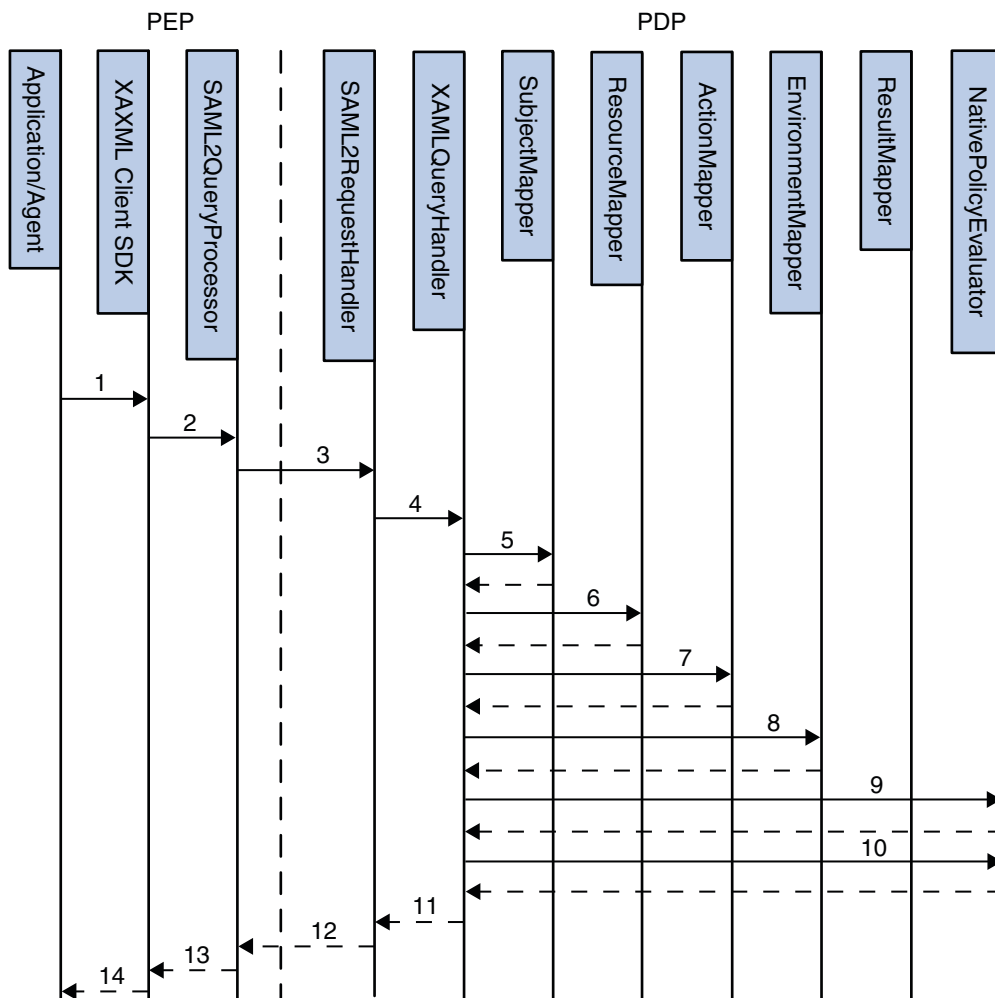 PEP
PDP
Application/Agent
XAXML Client SDK
SAML2QueryProcessor
SAML2RequestHandler
XAMLQueryHandler
SubjectMapper
ResourceMapper
ActionMapper
EnvironmentMapper
ResultMapper
NativePolicyEvaluator
1
2
3
4
5
6
7
8
9
10
11
12
13
14